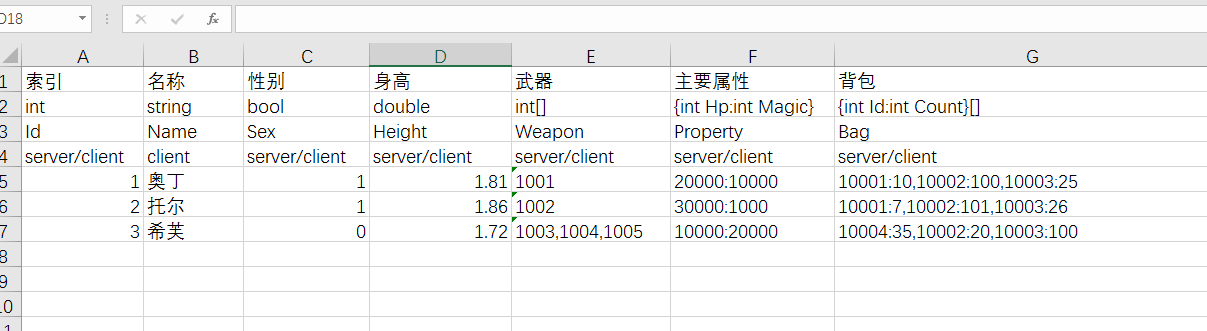 D18 fx
A B C D E F G
1 索引 名称 性别 身高 武器 主要属性 背包
2 int string bool double int[] {int Hp:int Magic} {int Id:int Count}[]
3 Id Name Sex Height Weapon Property Bag
4 server/client client server/client server/client server/client server/client server/client
5 1 奥丁 1 1.81 1001 20000:10000 10001:10,10002:100,10003:25
6 2 托尔 1 1.86 1002 30000:1000 10001:7,10002:101,10003:26
7 3 希芙 0 1.72 1003,1004,1005 10000:20000 10004:35,10002:20,10003:100
8
9
10